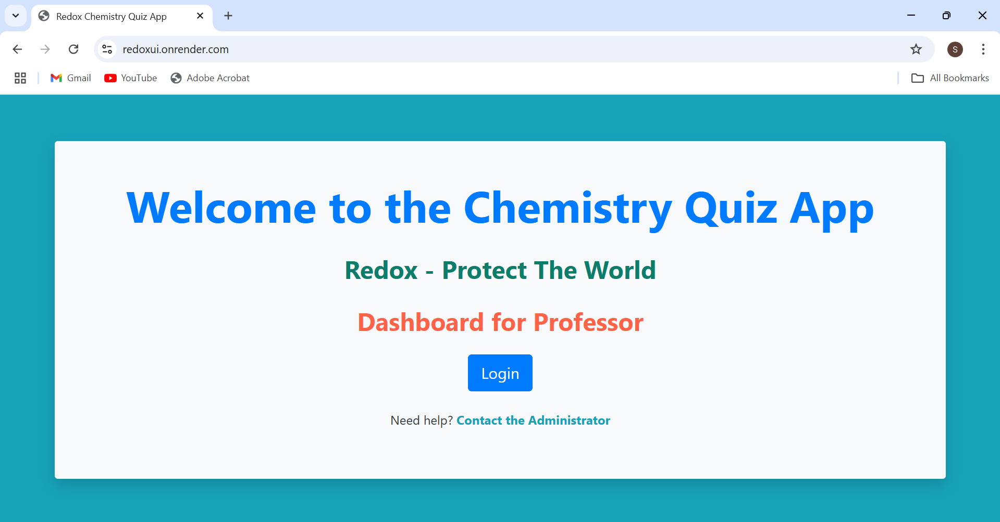 Redox Chemistry Quiz App
redoxui.onrender.com
S
Gmail YouTube Adobe Acrobat All Bookmarks
Welcome to the Chemistry Quiz App
Redox - Protect The World
Dashboard for Professor
Login
Need help? Contact the Administrator